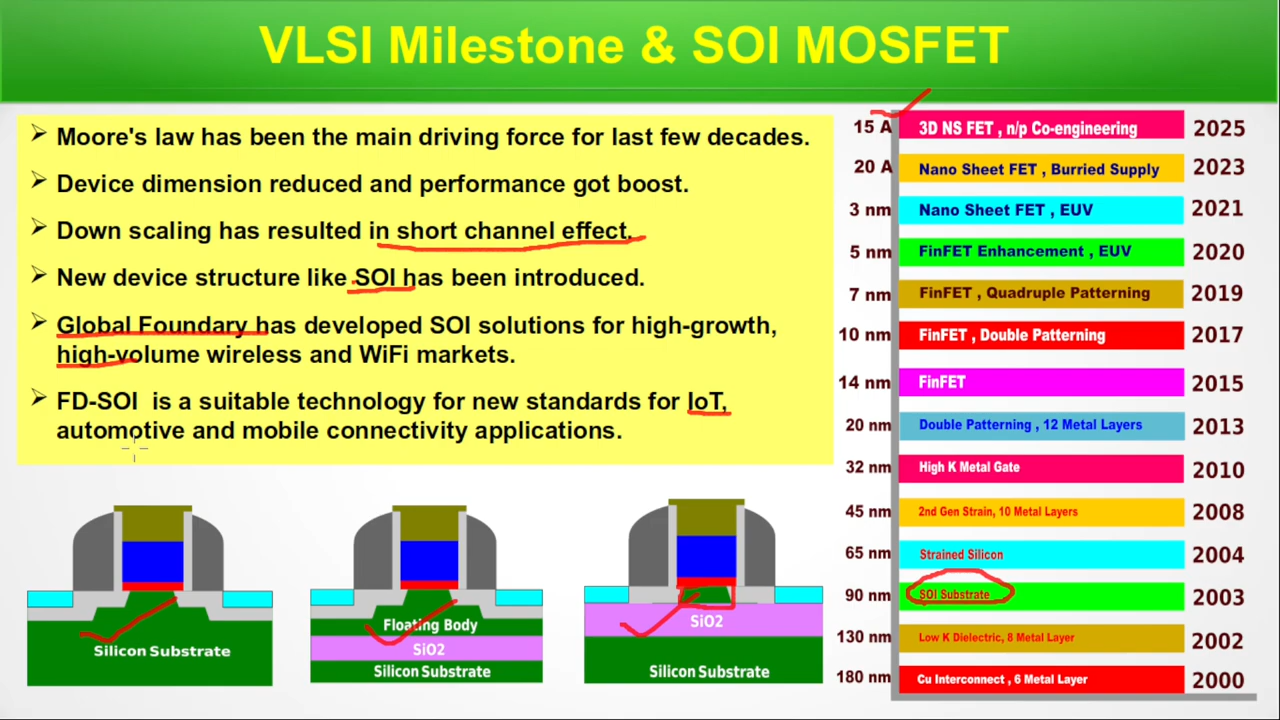 VLSI Milestone & SOI MOSFET
Moore's law has been the main driving force for last few decades.
Device dimension reduced and performance got boost.
Down scaling has resulted in short channel effect.
New device structure like SOI has been introduced.
Global Foundary has developed SOI solutions for high-growth,
high-volume wireless and WiFi markets.
FD-SOI is a suitable technology for new standards for IoT,
automotive and mobile connectivity applications.
15 A 3D NS FET , n/p Co-engineering 2025
20 A Nano Sheet FET , Burried Supply 2023
3 nm Nano Sheet FET , EUV 2021
5 nm FinFET Enhancement , EUV 2020
7 nm FinFET , Quadruple Patterning 2019
10 nm FinFET , Double Patterning 2017
14 nm FinFET 2015
20 nm Double Patterning , 12 Metal Layers 2013
32 nm High K Metal Gate 2010
45 nm 2nd Gen Strain, 10 Metal Layers 2008
65 nm Strained Silicon 2004
90 nm SOI Substrate 2003
130 nm Low K Dielectric, 8 Metal Layer 2002
180 nm Cu Interconnect , 6 Metal Layer 2000
Silicon Substrate
Floating Body
SiO2
Silicon Substrate
SiO2
Silicon Substrate